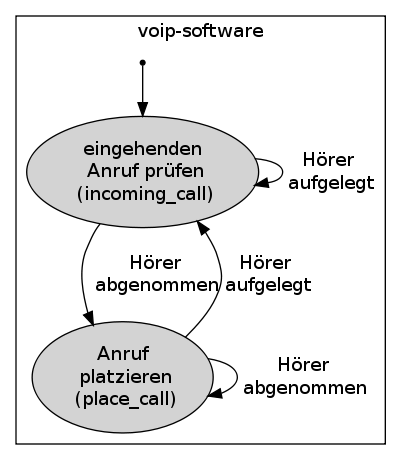 voip-software
eingehenden
Anruf prüfen
(incoming_call)
Hörer
aufgelegt
Hörer
abgenommen
Hörer
aufgelegt
Anruf
platzieren
(place_call)
Hörer
abgenommen